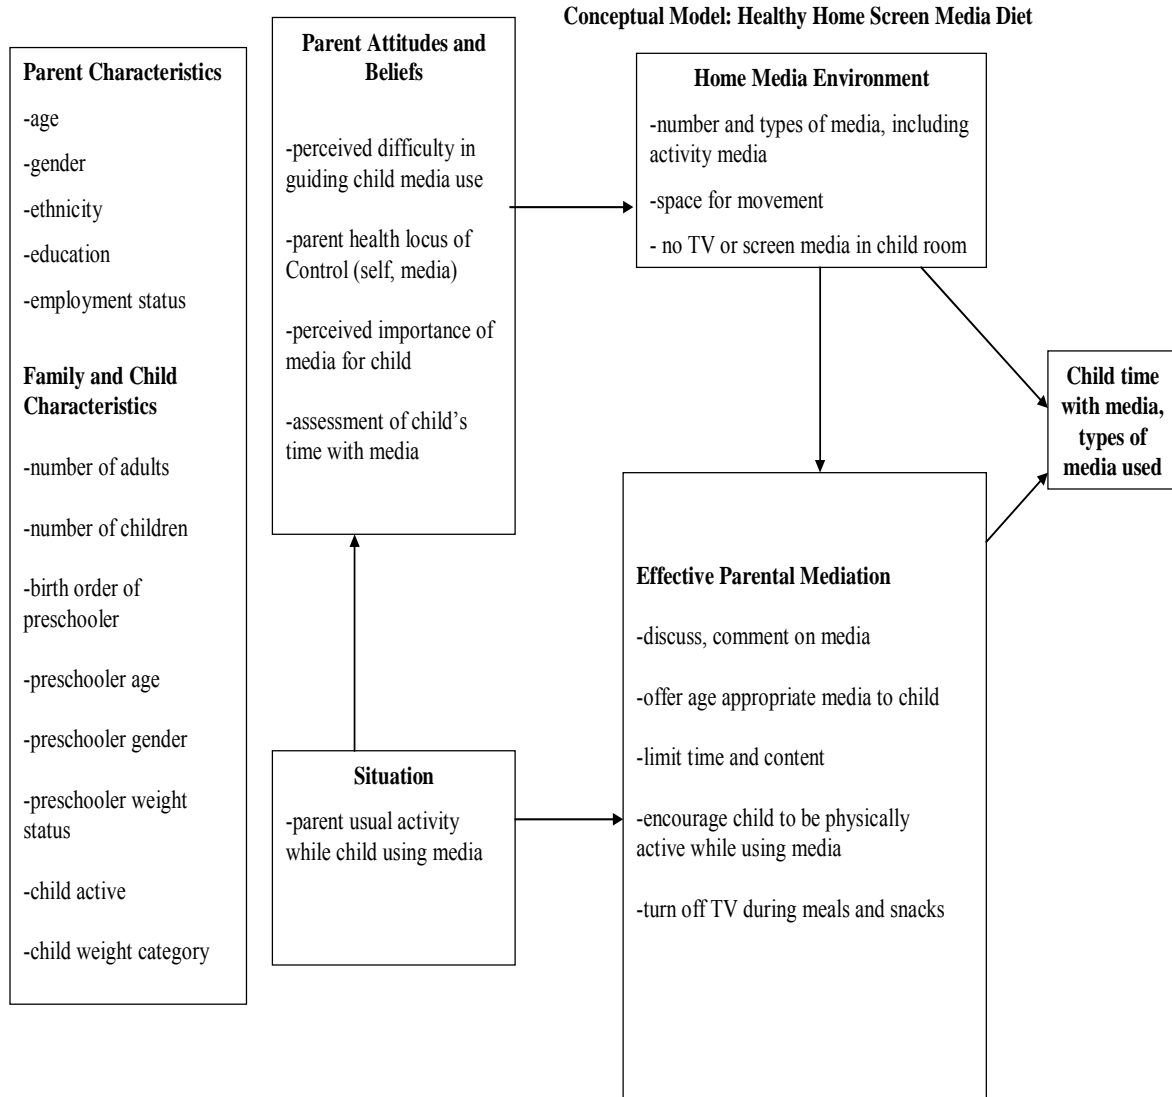 Conceptual Model: Healthy Home Screen Media Diet
Parent Characteristics
-age
-gender
-ethnicity
-education
-employment status
Family and Child
Characteristics
-number of adults
-number of children
-birth order of
preschooler
-preschooler age
-preschooler gender
-preschooler weight
status
-child active
-child weight category
Parent Attitudes and
Beliefs
-perceived difficulty in
guiding child media use
-parent health locus of
Control (self, media)
-perceived importance of
media for child
-assessment of child’s
time with media
Situation
-parent usual activity
while child using media
Home Media Environment
-number and types of media, including
activity media
-space for movement
- no TV or screen media in child room
Effective Parental Mediation
-discuss, comment on media
-offer age appropriate media to child
-limit time and content
-encourage child to be physically
active while using media
-turn off TV during meals and snacks
Child time
with media,
types of
media used